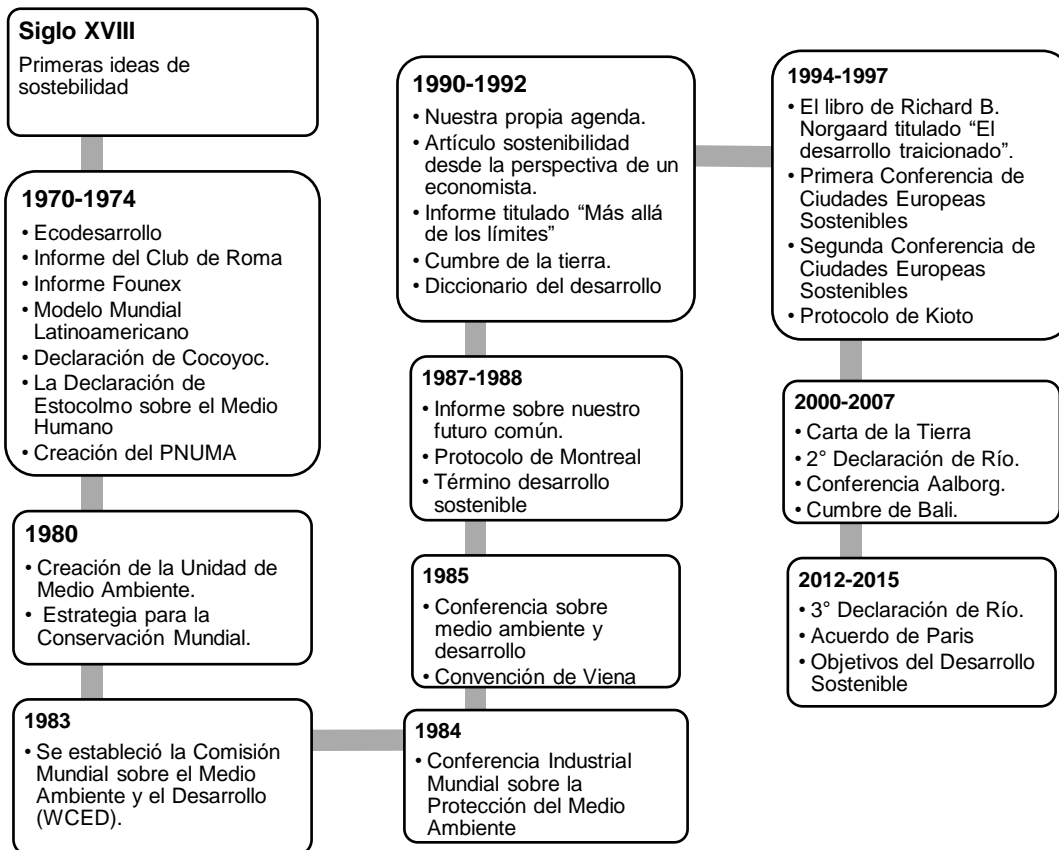 Siglo XVIII
Primeras ideas de
sostebilidad
1970-1974
• Ecodesarrollo
• Informe del Club de Roma
• Informe Founex
• Modelo Mundial
Latinoamericano
• Declaración de Cocoyoc.
• La Declaración de
Estocolmo sobre el Medio
Humano
• Creación del PNUMA
1980
• Creación de la Unidad de
Medio Ambiente.
• Estrategia para la
Conservación Mundial.
1983
• Se estableció la Comisión
Mundial sobre el Medio
Ambiente y el Desarrollo
(WCED).
1984
• Conferencia Industrial
Mundial sobre la
Protección del Medio
Ambiente
1985
• Conferencia sobre
medio ambiente y
desarrollo
• Convención de Viena
1987-1988
• Informe sobre nuestro
futuro común.
• Protocolo de Montreal
• Término desarrollo
sostenible
1990-1992
• Nuestra propia agenda.
• Artículo sostenibilidad
desde la perspectiva de un
economista.
• Informe titulado “Más allá
de los límites”
• Cumbre de la tierra.
• Diccionario del desarrollo
1994-1997
• El libro de Richard B.
Norgaard titulado “El
desarrollo traicionado”.
• Primera Conferencia de
Ciudades Europeas
Sostenibles
• Segunda Conferencia de
Ciudades Europeas
Sostenibles
• Protocolo de Kioto
2000-2007
• Carta de la Tierra
• 2° Declaración de Río.
• Conferencia Aalborg.
• Cumbre de Bali.
2012-2015
• 3° Declaración de Río.
• Acuerdo de Paris
• Objetivos del Desarrollo
Sostenible